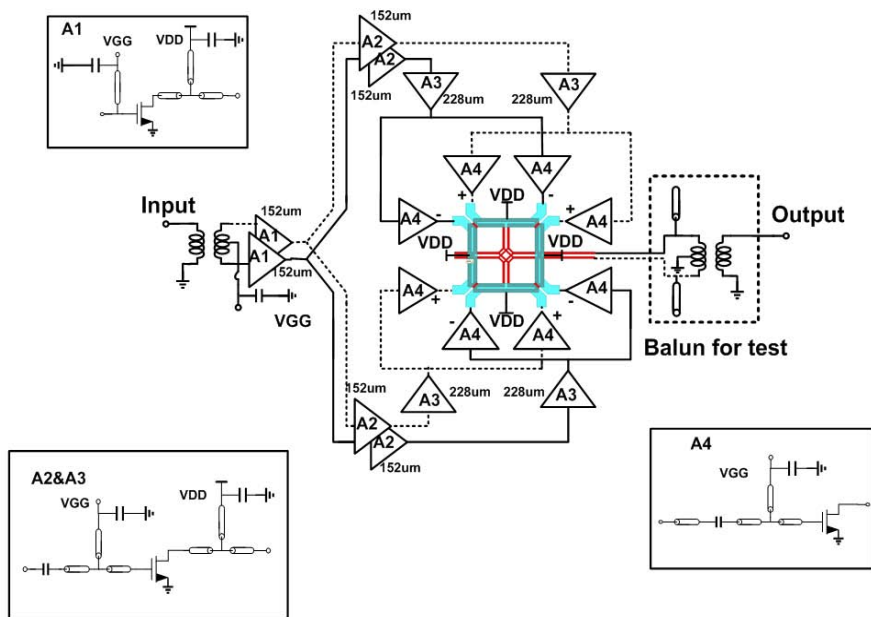 A1
VGG
VDD
152um
A2
A2
152um
A3
228um
228um
A3
A4
A4
+
-
A4
-
VDD
+
A4
Input
152um
A1
A1
152um
VGG
VDD
VDD
Output
A4
+
-
VDD
+
-
A4
A4
A4
Balun for test
152um
A2
A2
152um
A3
228um
228um
A3
A2&A3
VGG
VDD
A4
VGG